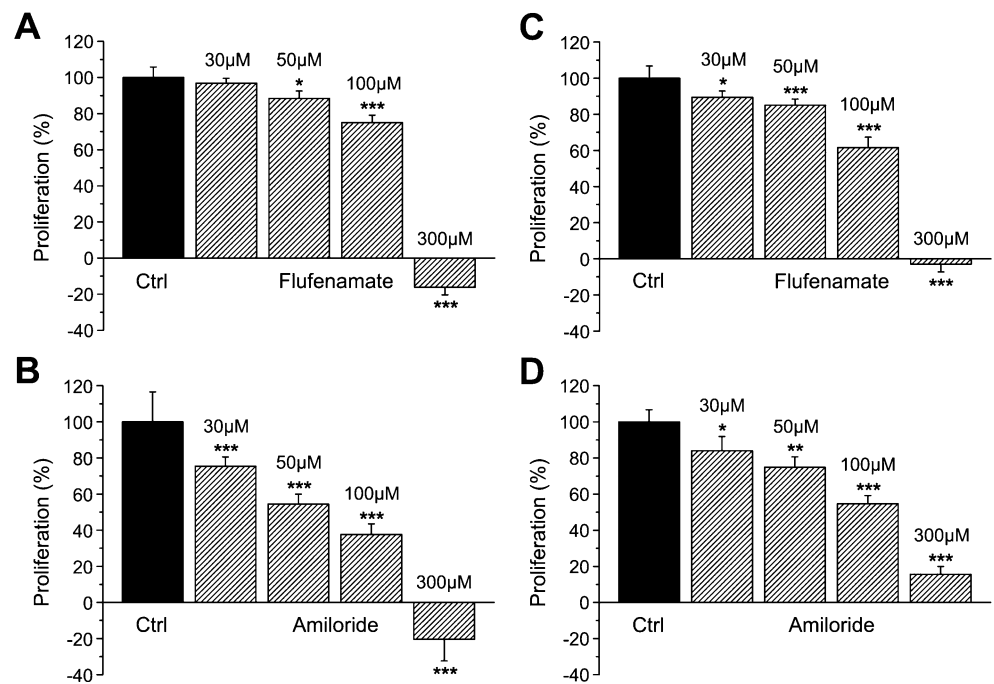 A
120
100
80
60
40
20
0
-20
-40
Proliferation (%)
30µM
50µM
*
100µM
***
300µM
***
Ctrl
Flufenamate
C
120
100
80
60
40
20
0
-20
-40
Proliferation (%)
30µM
*
50µM
***
100µM
***
300µM
***
Ctrl
Flufenamate
B
120
100
80
60
40
20
0
-20
-40
Proliferation (%)
30µM
***
50µM
***
100µM
***
300µM
***
Ctrl
Amiloride
D
120
100
80
60
40
20
0
-20
-40
Proliferation (%)
30µM
*
50µM
**
100µM
***
300µM
***
Ctrl
Amiloride